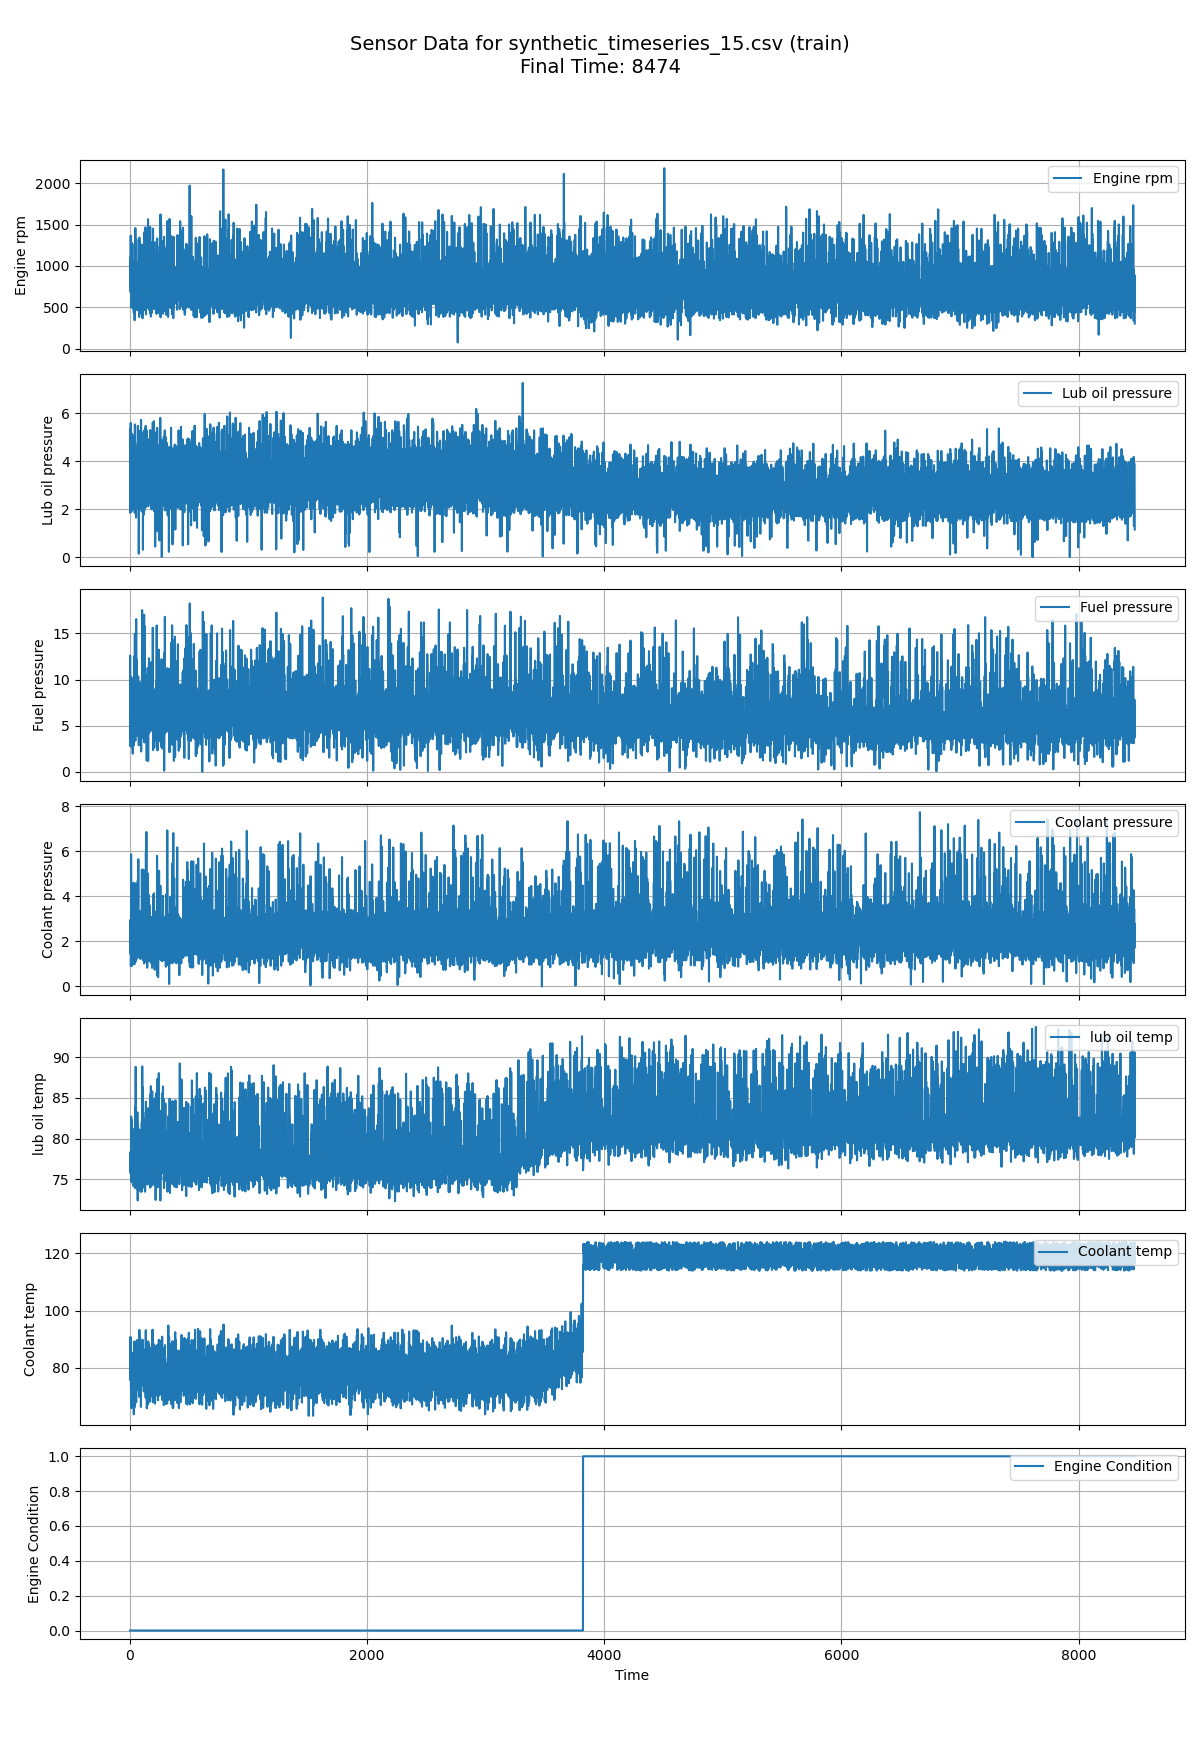 Sensor Data for synthetic_timeseries_15.csv (train)
Final Time: 8474
Engine rpm
2000
1500
1000
500
0
Engine rpm
Lub oil pressure
6
4
2
0
Lub oil pressure
Fuel pressure
15
10
5
0
Fuel pressure
Coolant pressure
8
6
4
2
0
Coolant pressure
lub oil temp
90
85
80
75
lub oil temp
Coolant temp
120
100
80
Coolant temp
Engine Condition
1.0
0.8
0.6
0.4
0.2
0.0
Engine Condition
0 2000 4000 6000 8000
Time